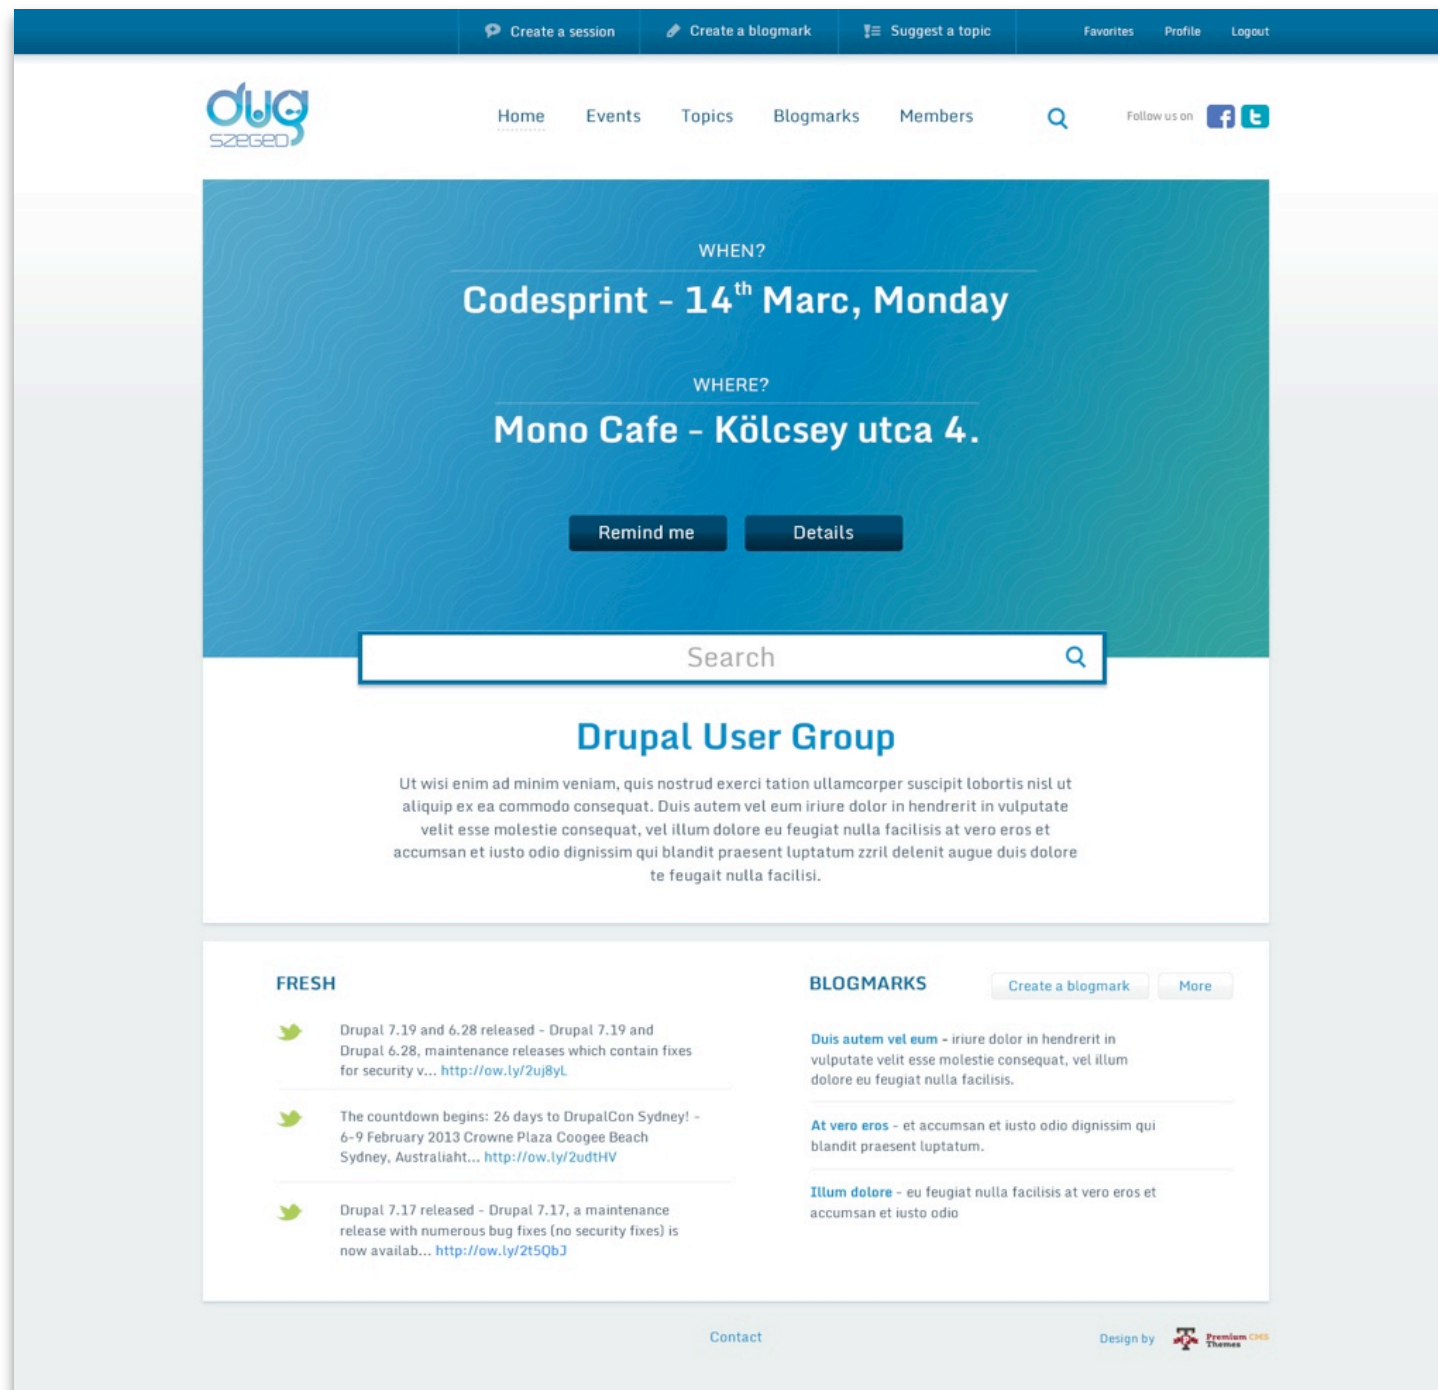 Create a session
Create a blogmark
Suggest a topic
Favorites
Profile
Logout
dug
SZEGED
Home
Events
Topics
Blogmarks
Members
Follow us on
WHEN?
Codesprint - 14th Marc, Monday
WHERE?
Mono Cafe - Kölcsey utca 4.
Remind me
Details
Search
Drupal User Group
Ut wisi enim ad minim veniam, quis nostrud exerci tation ullamcorper suscipit lobortis nisl ut
aliquip ex ea commodo consequat. Duis autem vel eum iriure dolor in hendrerit in vulputate
velit esse molestie consequat, vel illum dolore eu feugiat nulla facilisis at vero eros et
accumsan et iusto odio dignissim qui blandit praesent luptatum zzril delenit augue duis dolore
te feugait nulla facilisi.
FRESH
Drupal 7.19 and 6.28 released - Drupal 7.19 and
Drupal 6.28, maintenance releases which contain fixes
for security v... http://ow.ly/2uj8yL
The countdown begins: 26 days to DrupalCon Sydney! -
6-9 February 2013 Crowne Plaza Coogee Beach
Sydney, Australiaht... http://ow.ly/2udtHV
Drupal 7.17 released - Drupal 7.17, a maintenance
release with numerous bug fixes (no security fixes) is
now availab... http://ow.ly/2t5QbJ
BLOGMARKS
Create a blogmark
More
Duis autem vel eum - iriure dolor in hendrerit in
vulputate velit esse molestie consequat, vel illum
dolore eu feugiat nulla facilisis.
At vero eros - et accumsan et iusto odio dignissim qui
blandit praesent luptatum.
Illum dolore - eu feugiat nulla facilisis at vero eros et
accumsan et iusto odio
Contact
Design by
Premium CMS
Themes